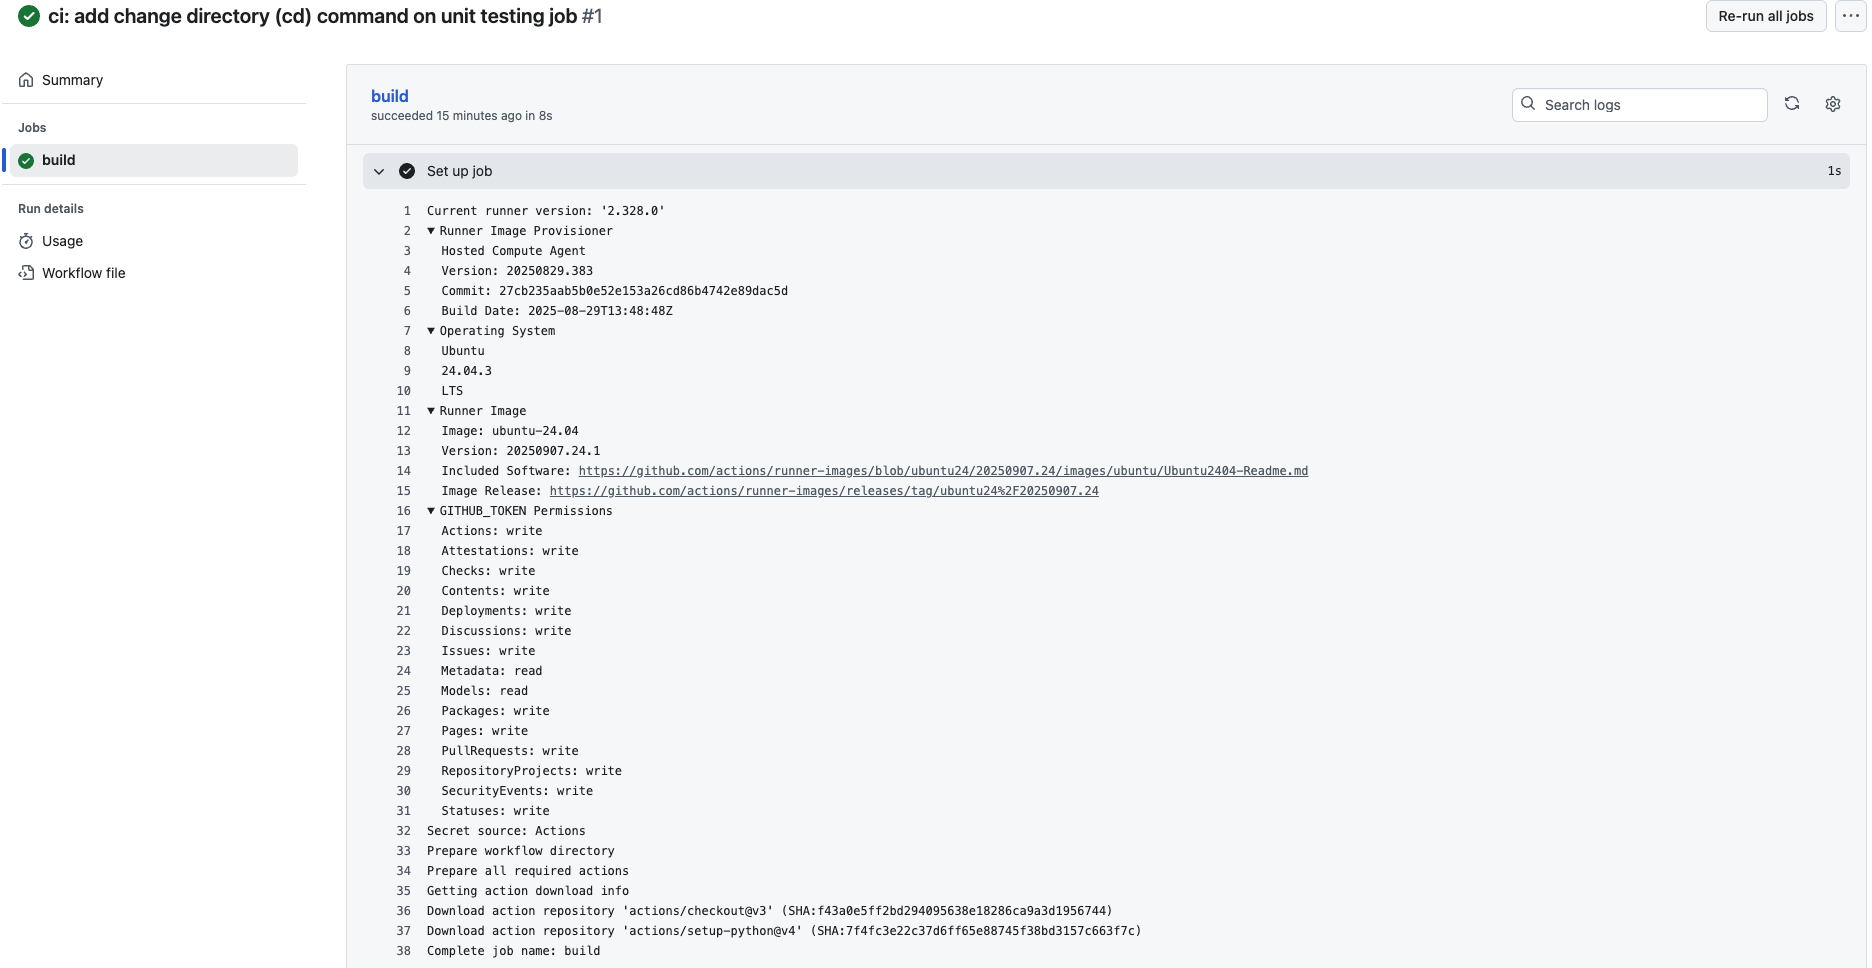 ci: add change directory (cd) command on unit testing job #1
Re-run all jobs
Summary
Jobs
build
Run details
Usage
Workflow file
build
succeeded 15 minutes ago in 8s
Search logs
Set up job
1s
1 Current runner version: '2.328.0'
2 ▼ Runner Image Provisioner
3 Hosted Compute Agent
4 Version: 20250829.383
5 Commit: 27cb235aab5b0e52e153a26cd86b4742e89dac5d
6 Build Date: 2025-08-29T13:48:48Z
7 ▼ Operating System
8 Ubuntu
9 24.04.3
10 LTS
11 ▼ Runner Image
12 Image: ubuntu-24.04
13 Version: 20250907.24.1
14 Included Software: https://github.com/actions/runner-images/blob/ubuntu24/20250907.24/images/ubuntu/Ubuntu2404-Readme.md
15 Image Release: https://github.com/actions/runner-images/releases/tag/ubuntu24%2F20250907.24
16 ▼ GITHUB_TOKEN Permissions
17 Actions: write
18 Attestations: write
19 Checks: write
20 Contents: write
21 Deployments: write
22 Discussions: write
23 Issues: write
24 Metadata: read
25 Models: read
26 Packages: write
27 Pages: write
28 PullRequests: write
29 RepositoryProjects: write
30 SecurityEvents: write
31 Statuses: write
32 Secret source: Actions
33 Prepare workflow directory
34 Prepare all required actions
35 Getting action download info
36 Download action repository 'actions/checkout@v3' (SHA:f43a0e5ff2bd294095638e18286ca9a3d1956744)
37 Download action repository 'actions/setup-python@v4' (SHA:7f4fc3e22c37d6ff65e88745f38bd3157c663f7c)
38 Complete job name: build